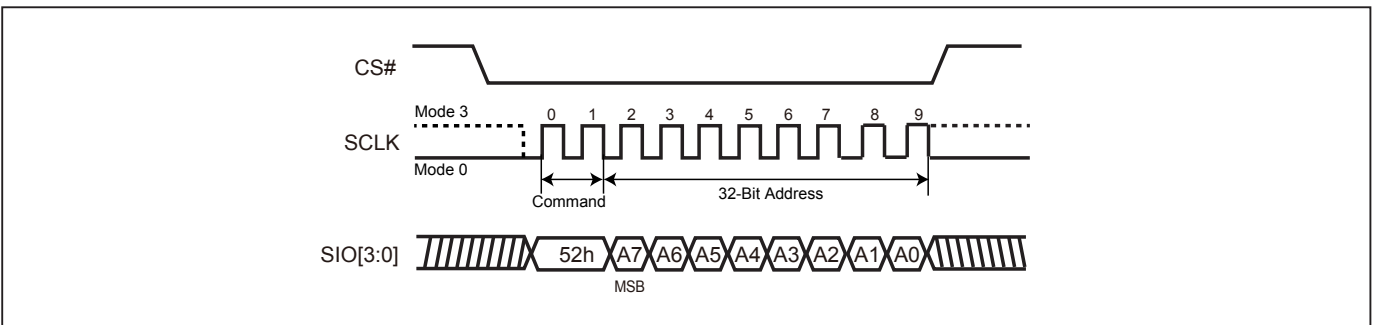 CS#
Mode 3
0 1 2 3 4 5 6 7 8 9
SCLK
Mode 0
Command
32-Bit Address
SIO[3:0]
52h A7 A6 A5 A4 A3 A2 A1 A0
MSB